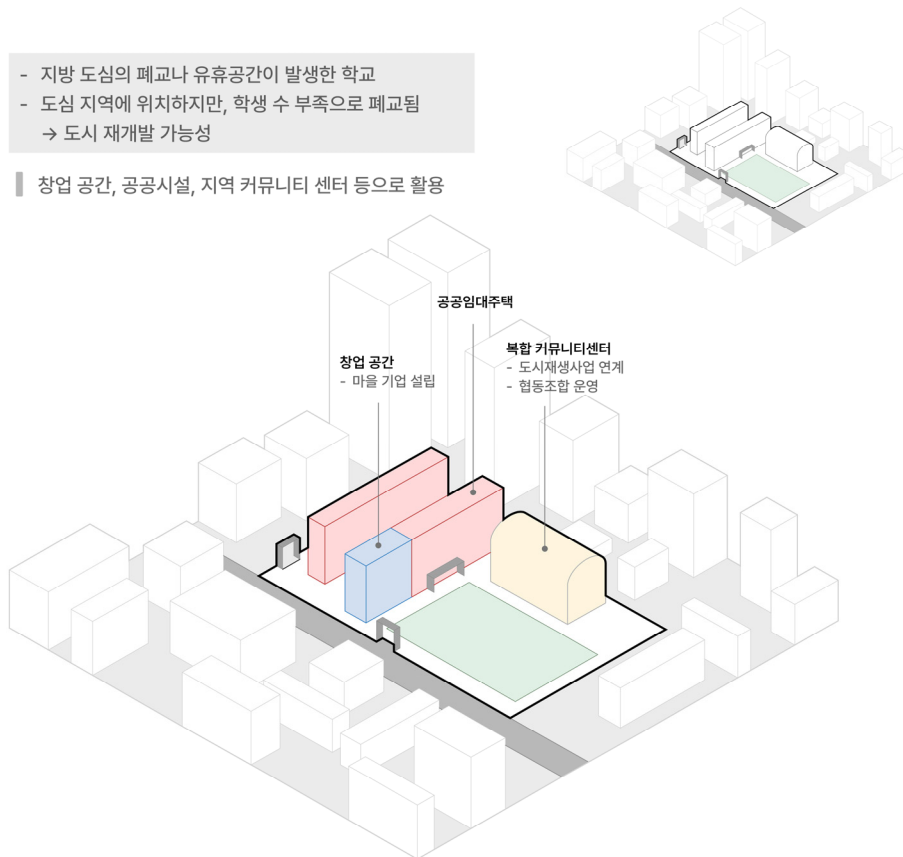 - 지방 도심의 폐교나 유휴공간이 발생한 학교
- 도심 지역에 위치하지만, 학생 수 부족으로 폐교됨
→ 도시 재개발 가능성
창업 공간, 공공시설, 지역 커뮤니티 센터 등으로 활용
공공임대주택
창업 공간
- 마을 기업 설립
복합 커뮤니티센터
- 도시재생사업 연계
- 협동조합 운영